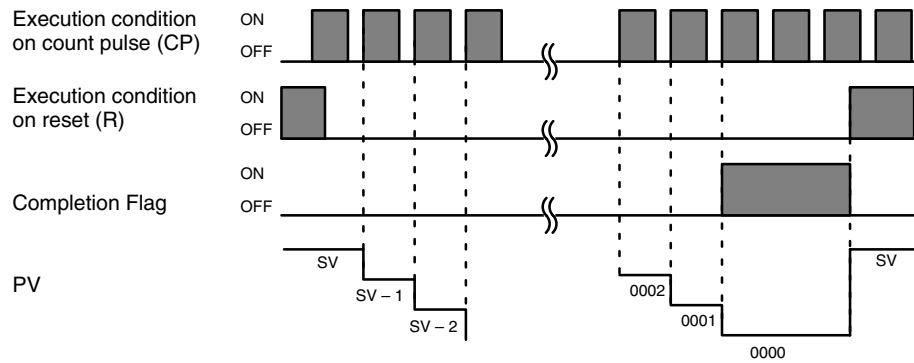 Execution condition
on count pulse (CP)
ON
OFF
Execution condition
on reset (R)
ON
OFF
Completion Flag
ON
OFF
PV
SV
SV – 1
SV – 2
0002
0001
0000
SV